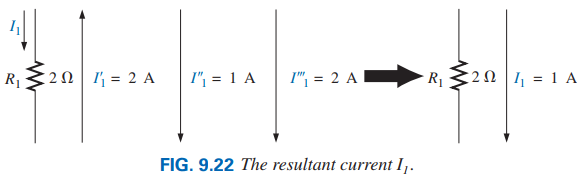 I₁
R₁ 2 Ω I′₁ = 2 A I″₁ = 1 A I‴₁ = 2 A R₁ 2 Ω I₁ = 1 A
FIG. 9.22 The resultant current I₁.